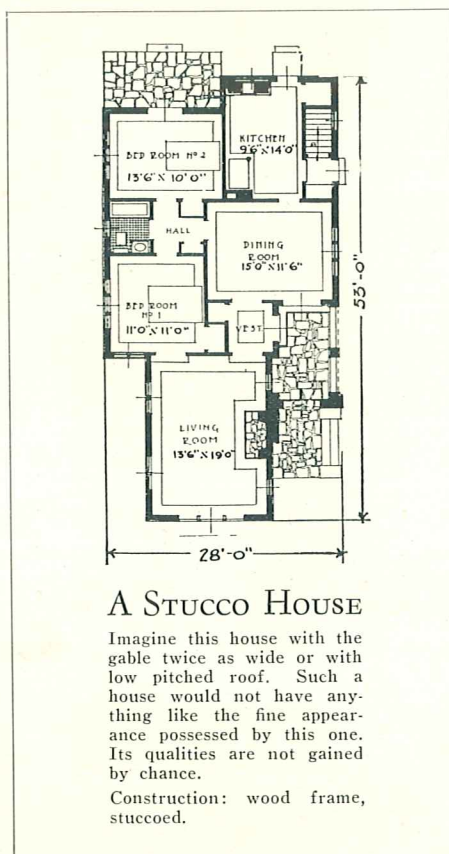 KITCHEN
9'6"X14'0"
BED ROOM Nº 2
13'6"X 10'0"
HALL
DINING
ROOM
15'0"X11'6"
BED ROOM
Nº 1
11'0"X11'0"
VEST.
LIVING
ROOM
13'6"X19'0"
53'-0"
28'-0"
A STUCCO HOUSE
Imagine this house with the
gable twice as wide or with
low pitched roof. Such a
house would not have any-
thing like the fine appear-
ance possessed by this one.
Its qualities are not gained
by chance.
Construction: wood frame,
stuccoed.